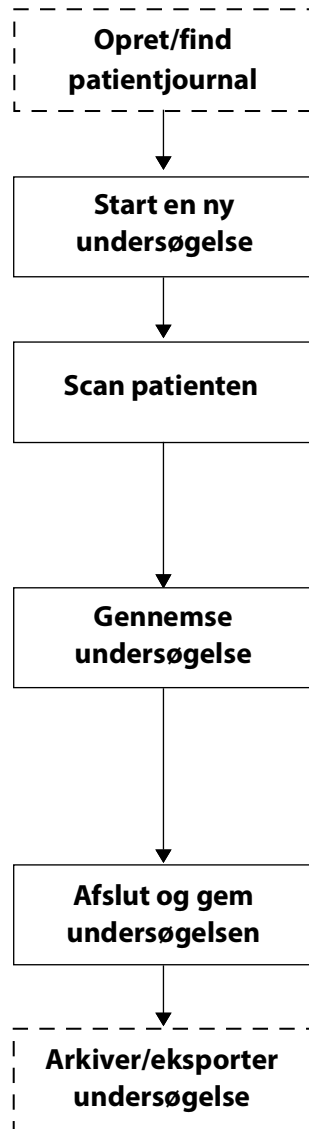 Opret/find
patientjournal
Start en ny
undersøgelse
Scan patienten
Gennemse
undersøgelse
Afslut og gem
undersøgelsen
Arkiver/eksporter
undersøgelse